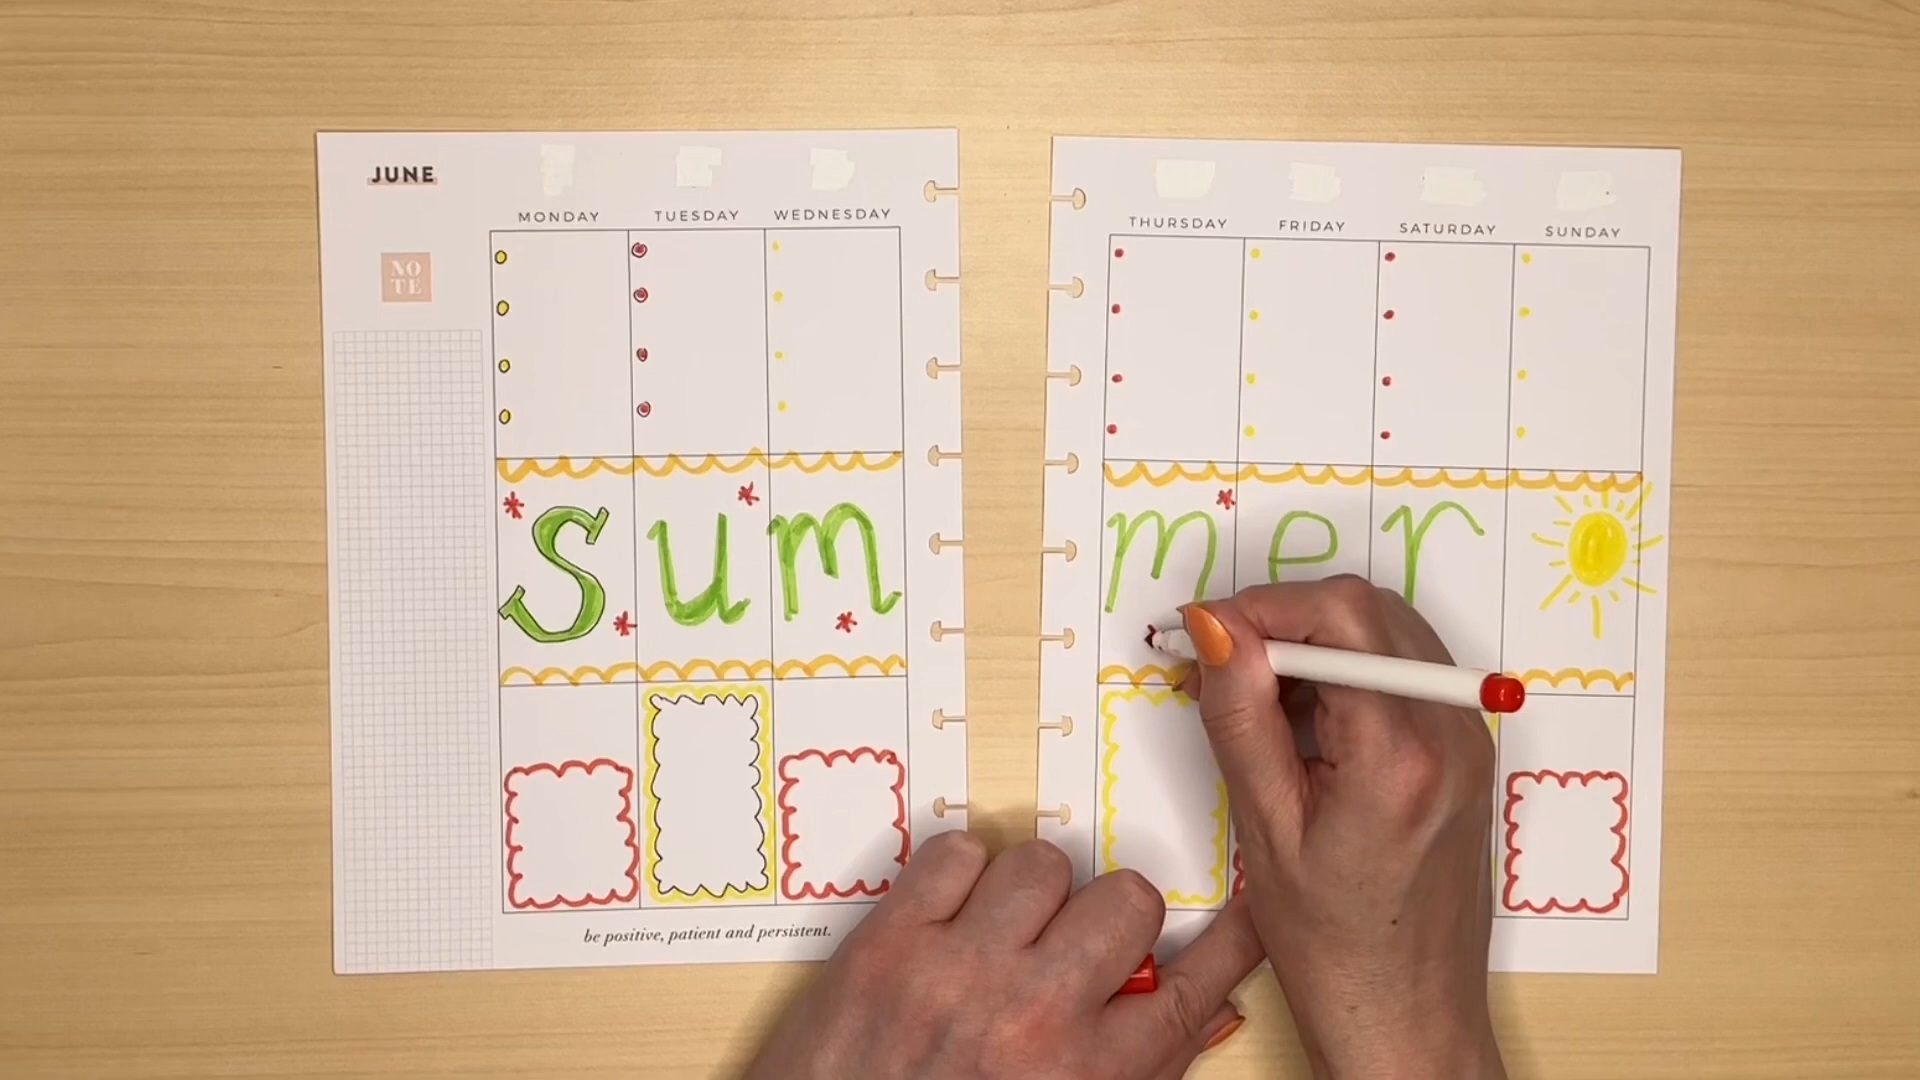 JUNE
MONDAY TUESDAY WEDNESDAY
THURSDAY FRIDAY SATURDAY SUNDAY
NO
TE
Sum
mer
be positive, patient and persistent.